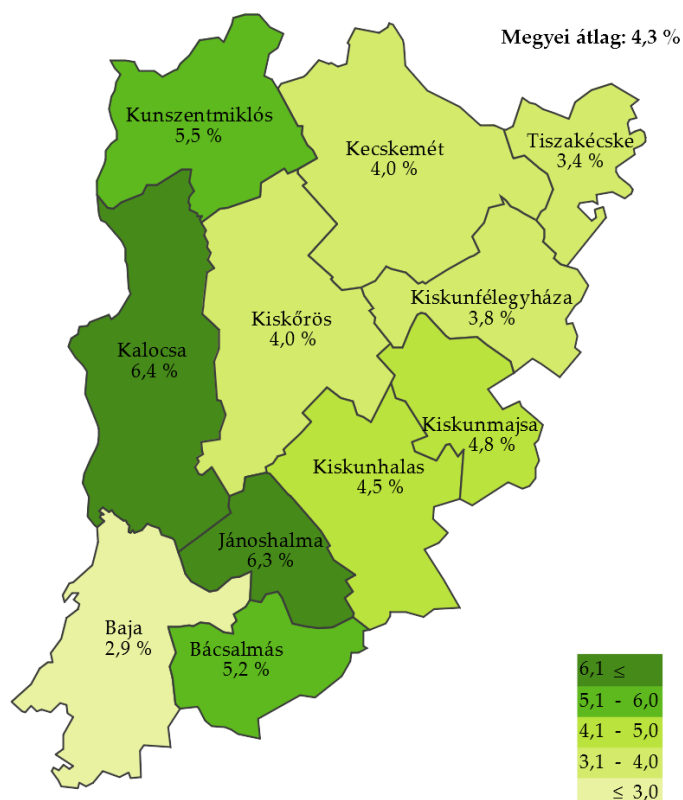 Megyei átlag: 4,3 %
Kunszentmiklós
5,5 %
Kecskemét
4,0 %
Tiszakécske
3,4 %
Kiskunfélegyháza
3,8 %
Kiskőrös
4,0 %
Kalocsa
6,4 %
Kiskunmajsa
4,8 %
Kiskunhalas
4,5 %
Jánoshalma
6,3 %
Baja
2,9 %
Bácsalmás
5,2 %
6,1 ≤
5,1 - 6,0
4,1 - 5,0
3,1 - 4,0
≤ 3,0